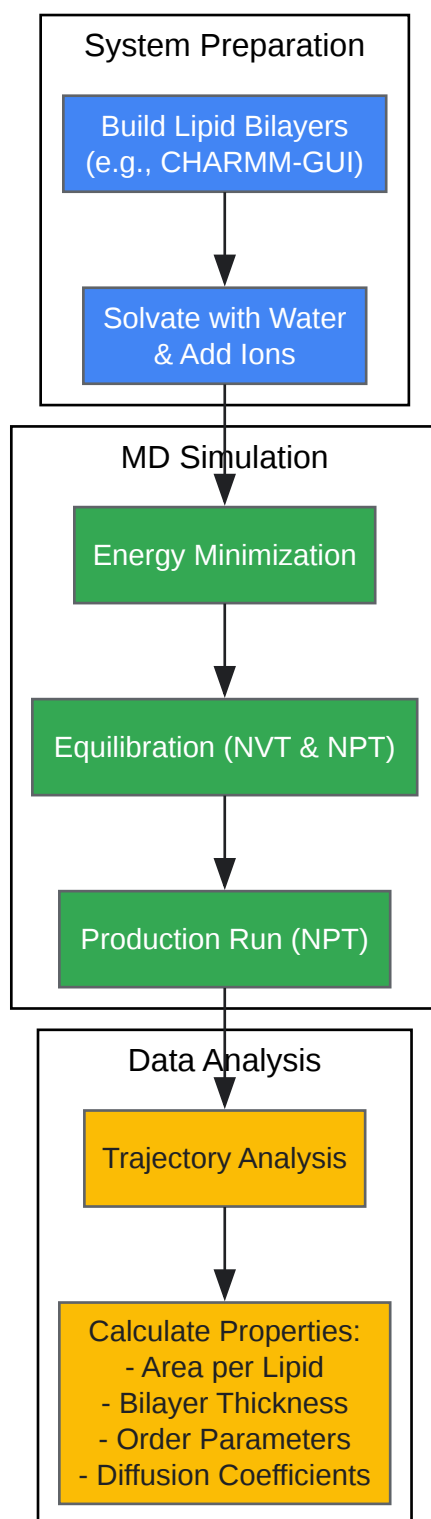 System Preparation
Build Lipid Bilayers
(e.g., CHARMM-GUI)
Solvate with Water
& Add Ions
MD Simulation
Energy Minimization
Equilibration (NVT & NPT)
Production Run (NPT)
Data Analysis
Trajectory Analysis
Calculate Properties:
- Area per Lipid
- Bilayer Thickness
- Order Parameters
- Diffusion Coefficients